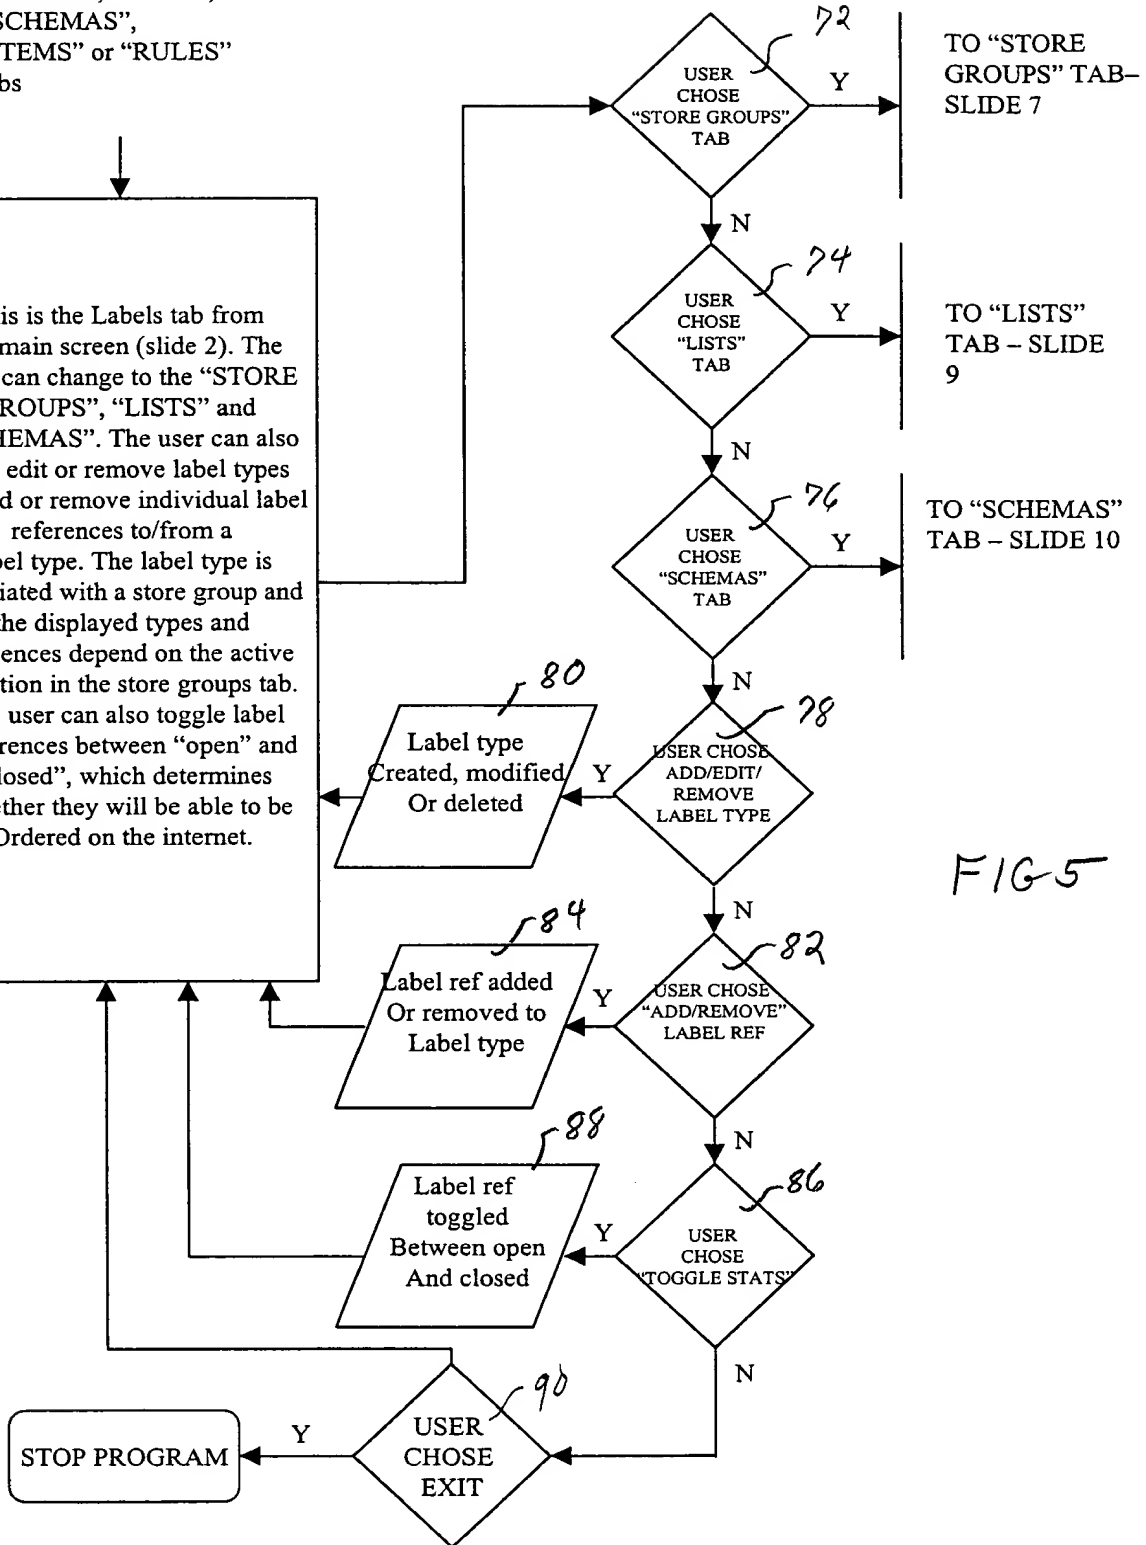 SCHEMAS",
TEMS" or "RULES"
bs
is is the Labels tab from
main screen (slide 2). The
can change to the "STORE
ROUPS", "LISTS" and
HEMAS". The user can also
edit or remove label types
d or remove individual label
references to/from a
pel type. The label type is
iated with a store group and
he displayed types and
ences depend on the active
tion in the store groups tab.
user can also toggle label
rences between "open" and
losed", which determines
ether they will be able to be
Ordered on the internet.
72
USER
CHOSE
"STORE GROUPS"
TAB
Y
TO "STORE
GROUPS" TAB–
SLIDE 7
N
74
USER
CHOSE
"LISTS"
TAB
Y
TO "LISTS"
TAB – SLIDE
9
N
76
USER
CHOSE
"SCHEMAS"
TAB
Y
TO "SCHEMAS"
TAB – SLIDE 10
N
78
USER CHOSE
ADD/EDIT/
REMOVE
LABEL TYPE
Y
80
Label type
Created, modified
Or deleted
FIG 5
N
82
USER CHOSE
"ADD/REMOVE"
LABEL REF
Y
84
Label ref added
Or removed to
Label type
N
86
USER
CHOSE
"TOGGLE STATS"
Y
88
Label ref
toggled
Between open
And closed
N
90
USER
CHOSE
EXIT
Y
STOP PROGRAM